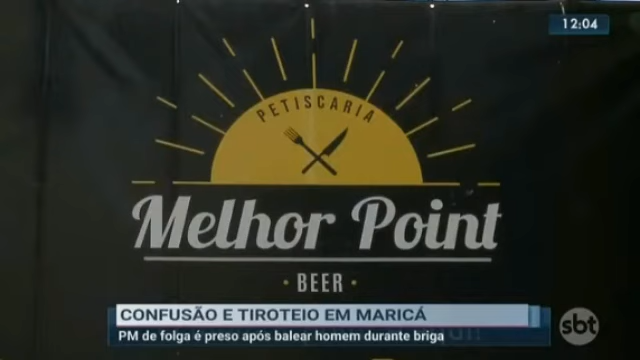 12:04
PETISCARIA
Melhor Point
· BEER ·
CONFUSÃO E TIROTEIO EM MARICÁ
PM de folga é preso após balear homem durante briga
sbt